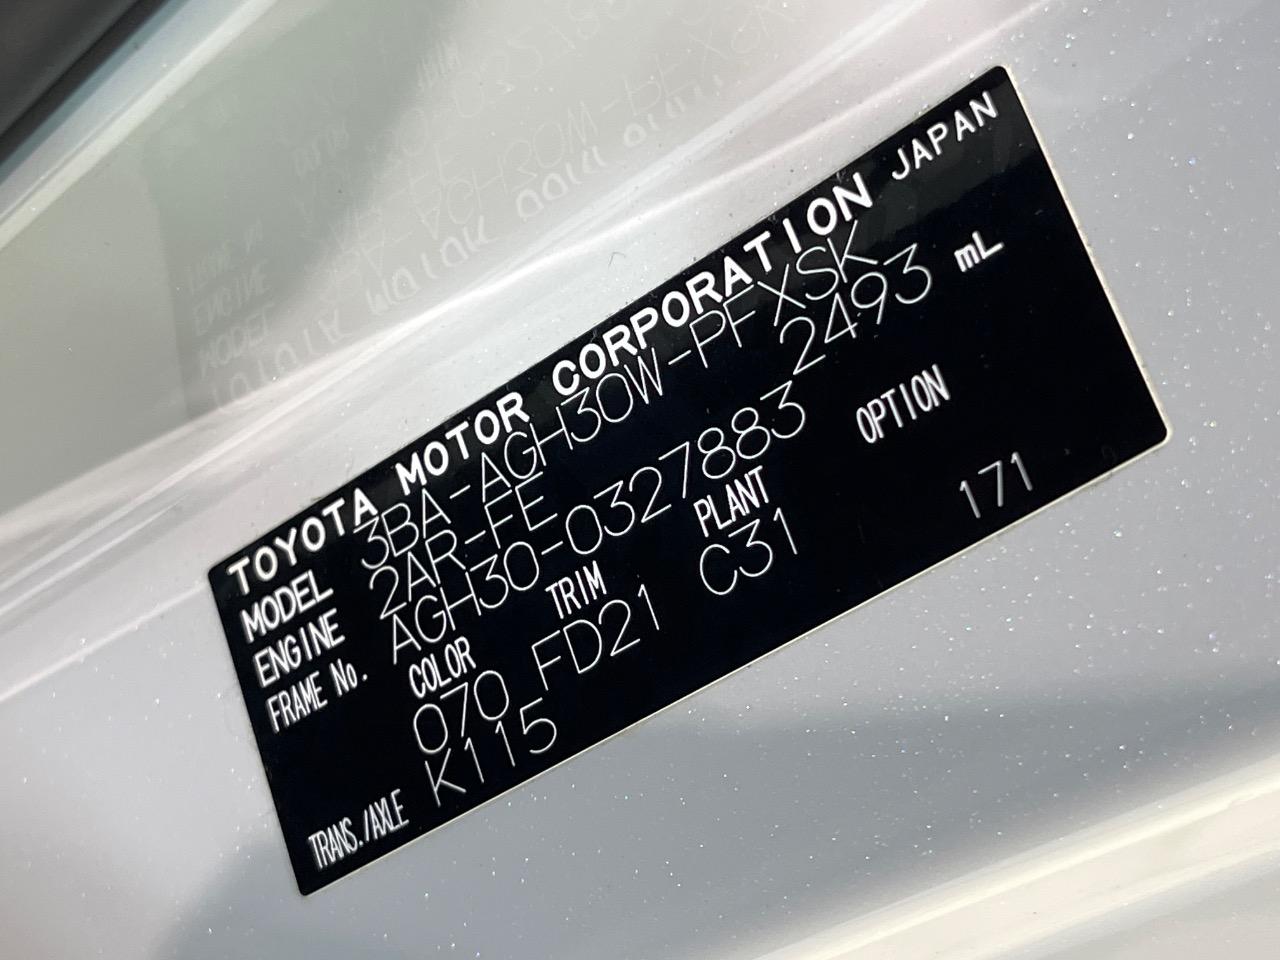 TOYOTA MOTOR CORPORATION JAPAN
MODEL 3BA-AGH30W-PFXSK
ENGINE 2AR-FE 2493 mL
FRAME No. AGH30-0327883
COLOR TRIM PLANT OPTION
070 FD21 C31 171
TRANS./AXLE K115